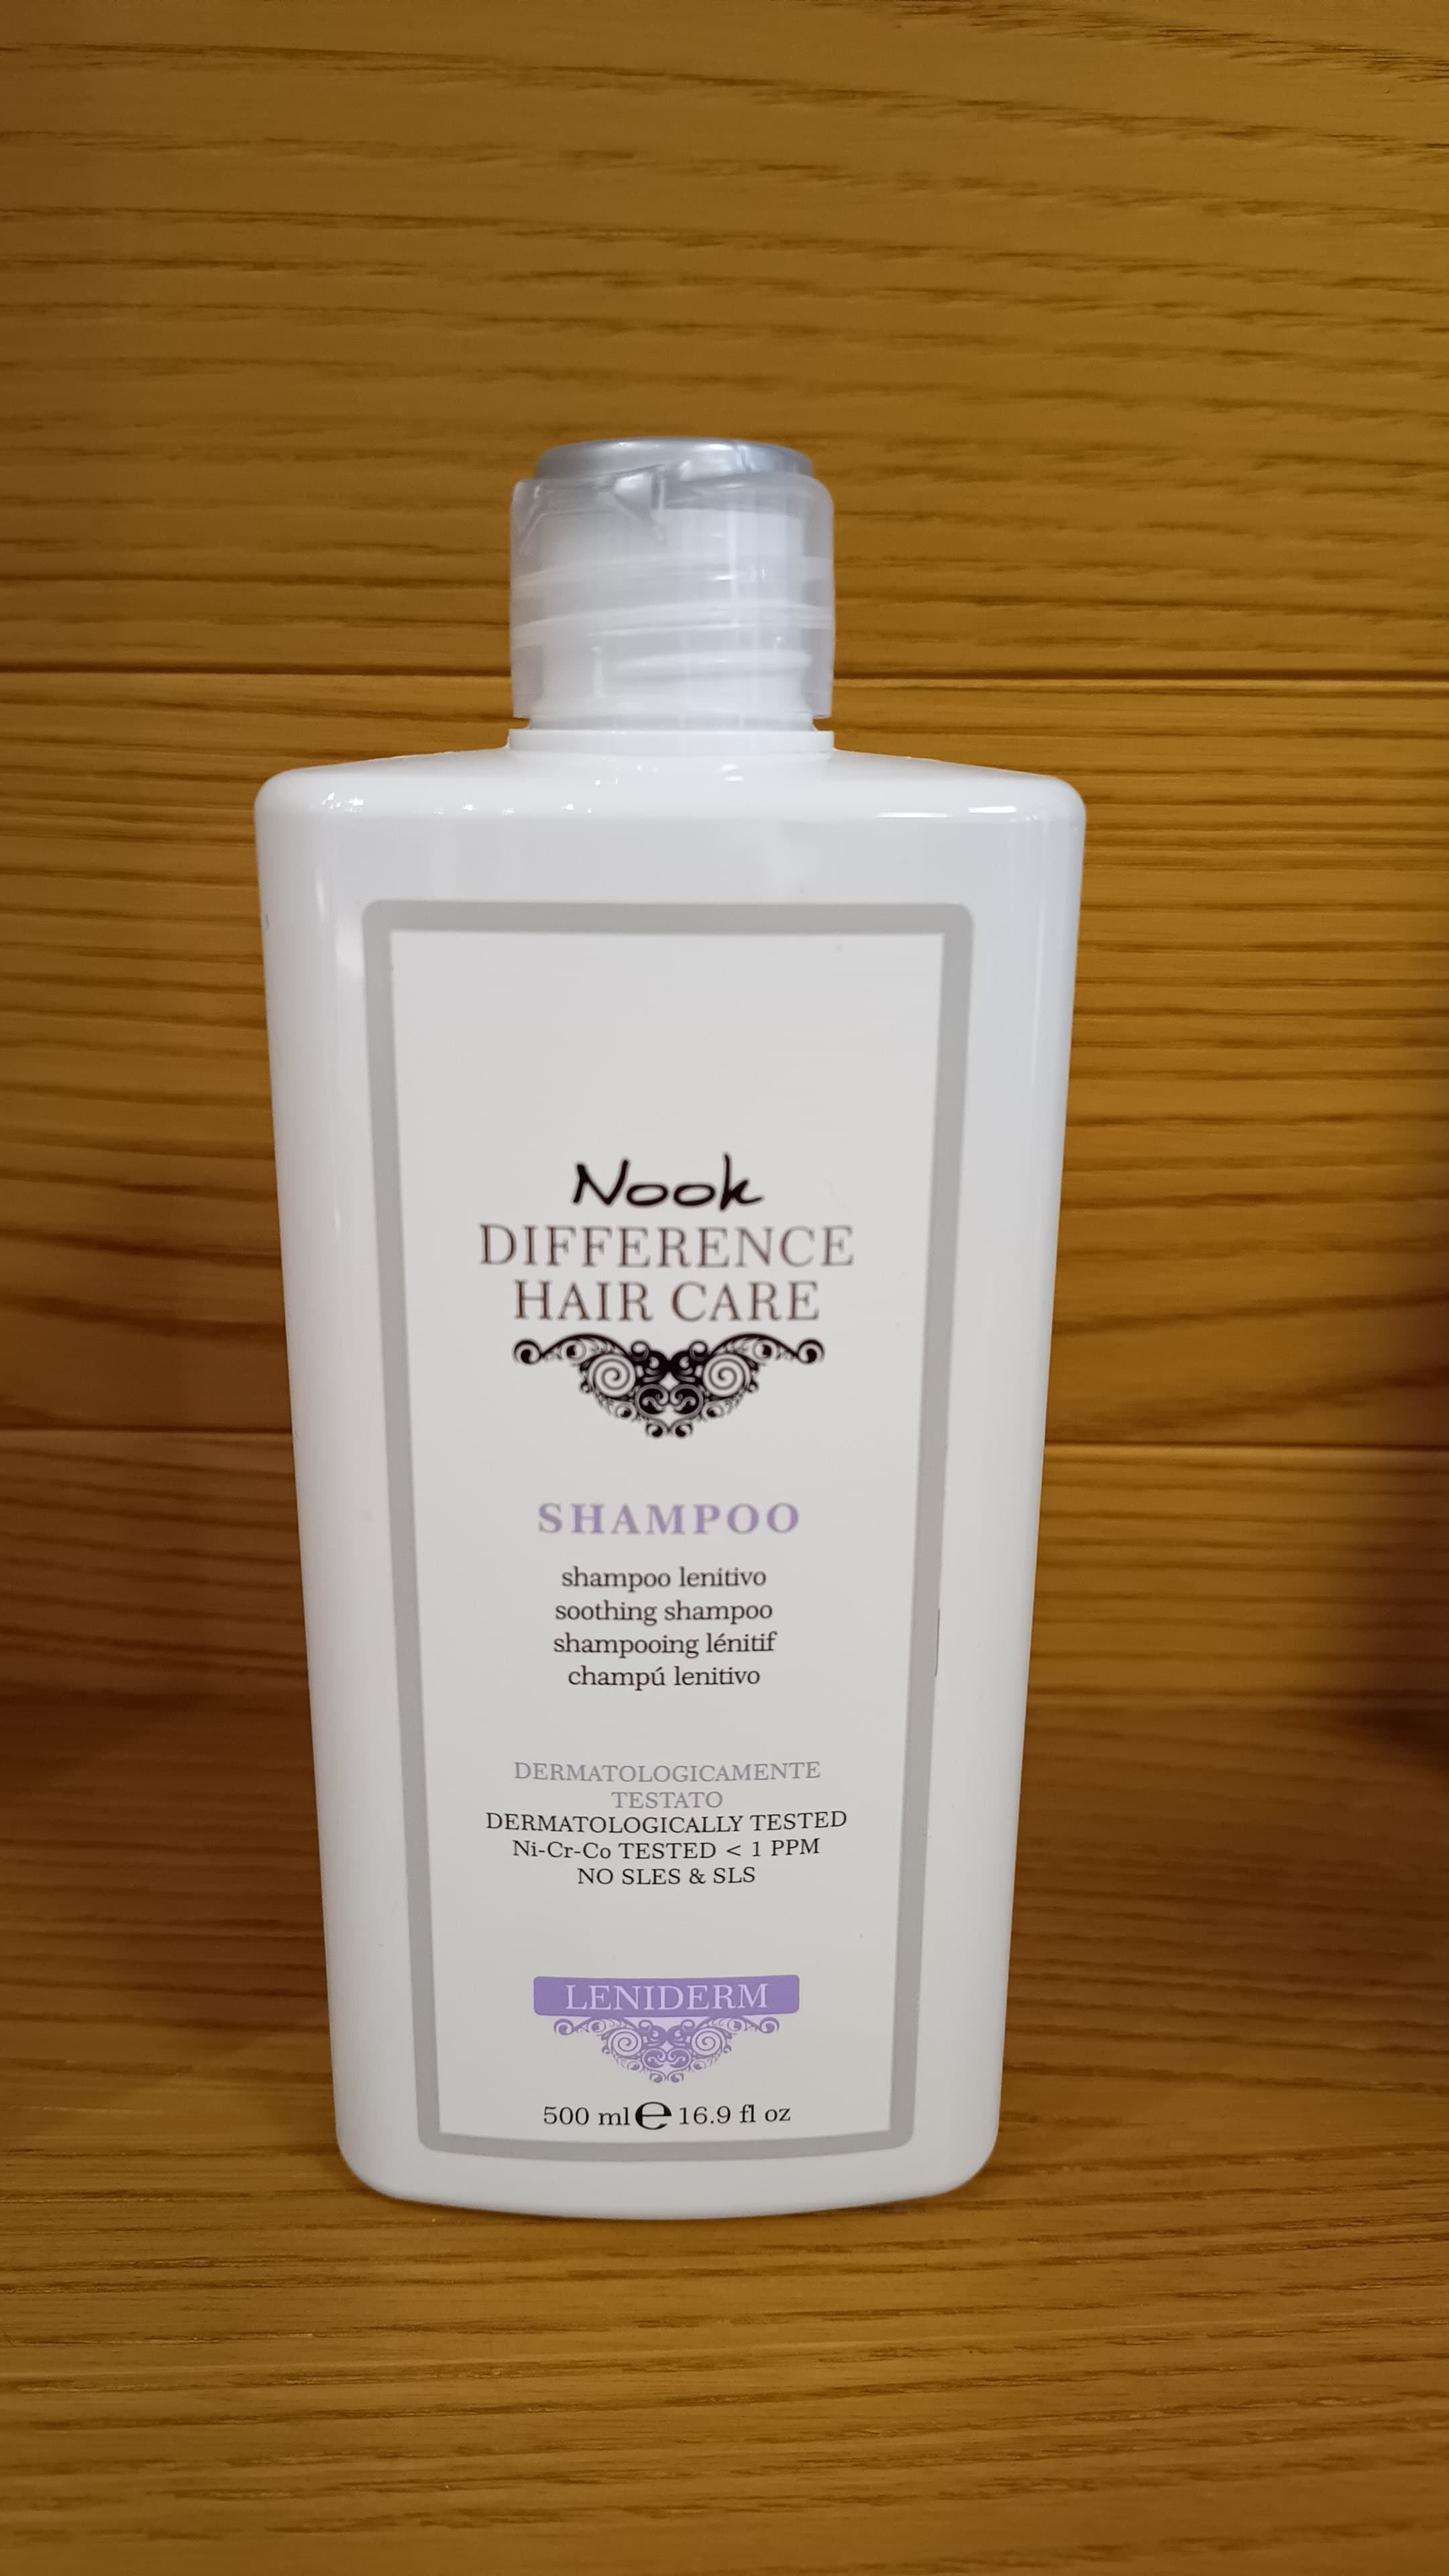 Nook
DIFFERENCE
HAIR CARE
SHAMPOO
shampoo lenitivo
soothing shampoo
shampooing lénitif
champú lenitivo
DERMATOLOGICAMENTE
TESTATO
DERMATOLOGICALLY TESTED
Ni-Cr-Co TESTED < 1 PPM
NO SLES & SLS
LENIDERM
500 ml ℮ 16.9 fl oz